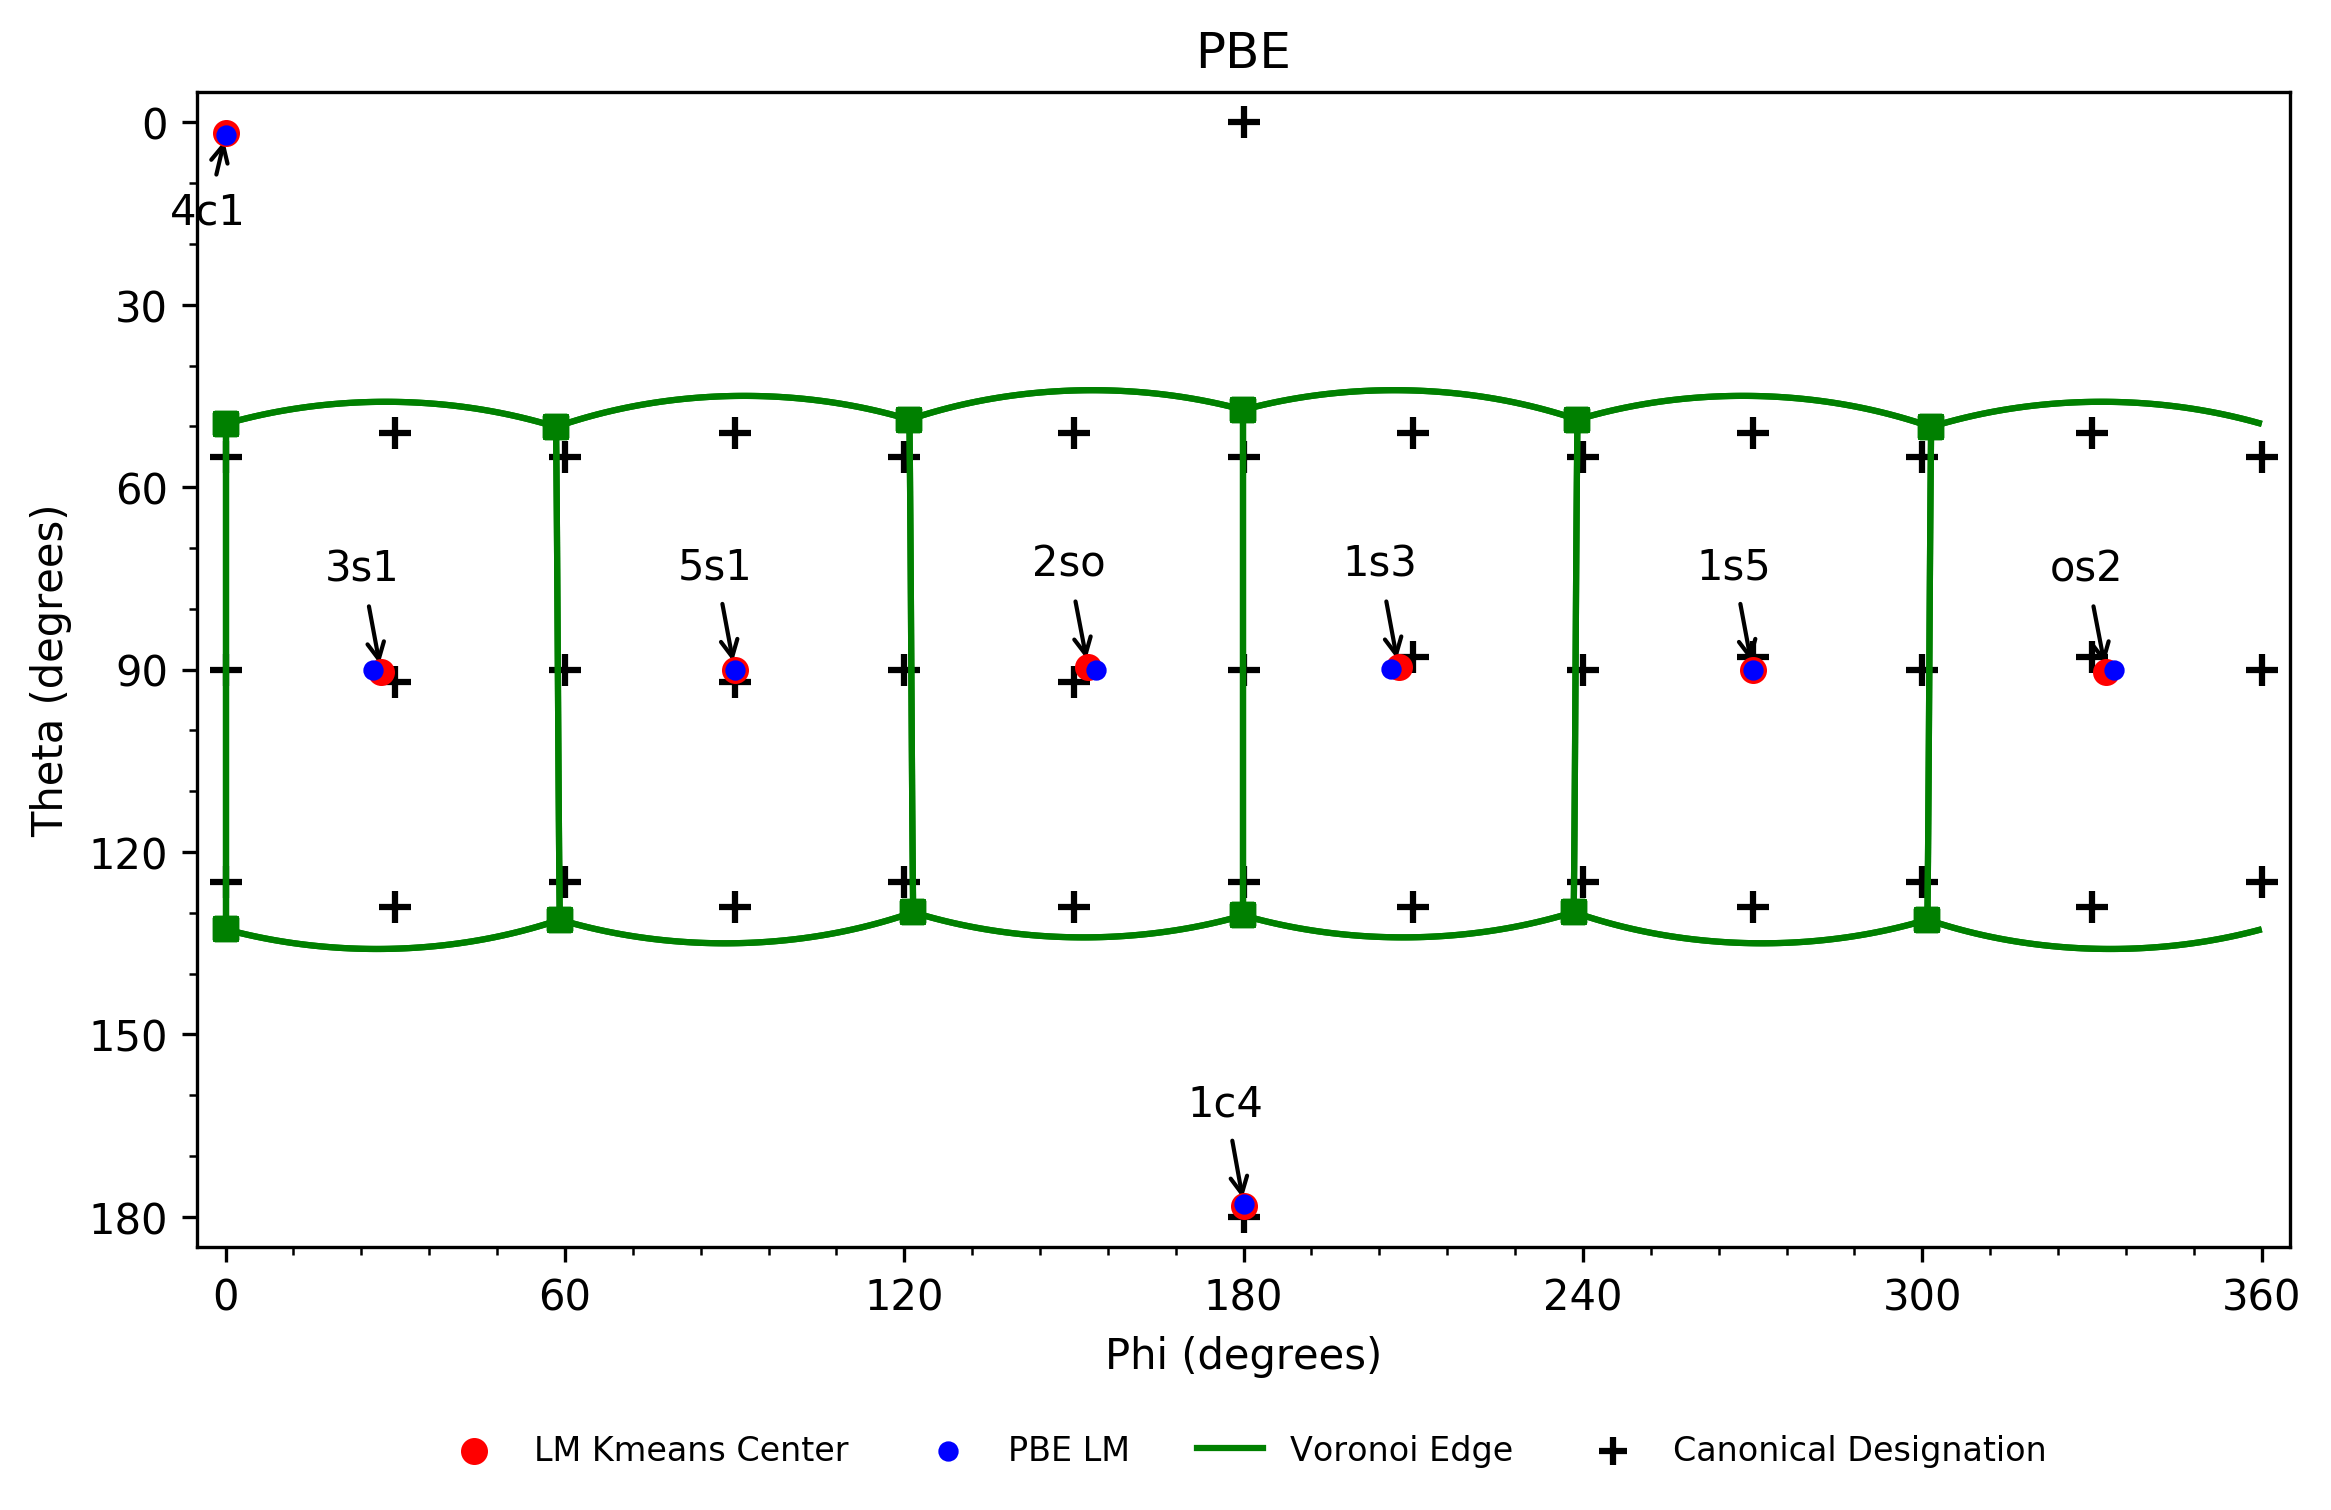 PBE
0
4c1
30
60
3s1
5s1
2so
1s3
1s5
os2
90
120
150
1c4
180
Theta (degrees)
0 60 120 180 240 300 360
Phi (degrees)
LM Kmeans Center PBE LM Voronoi Edge Canonical Designation